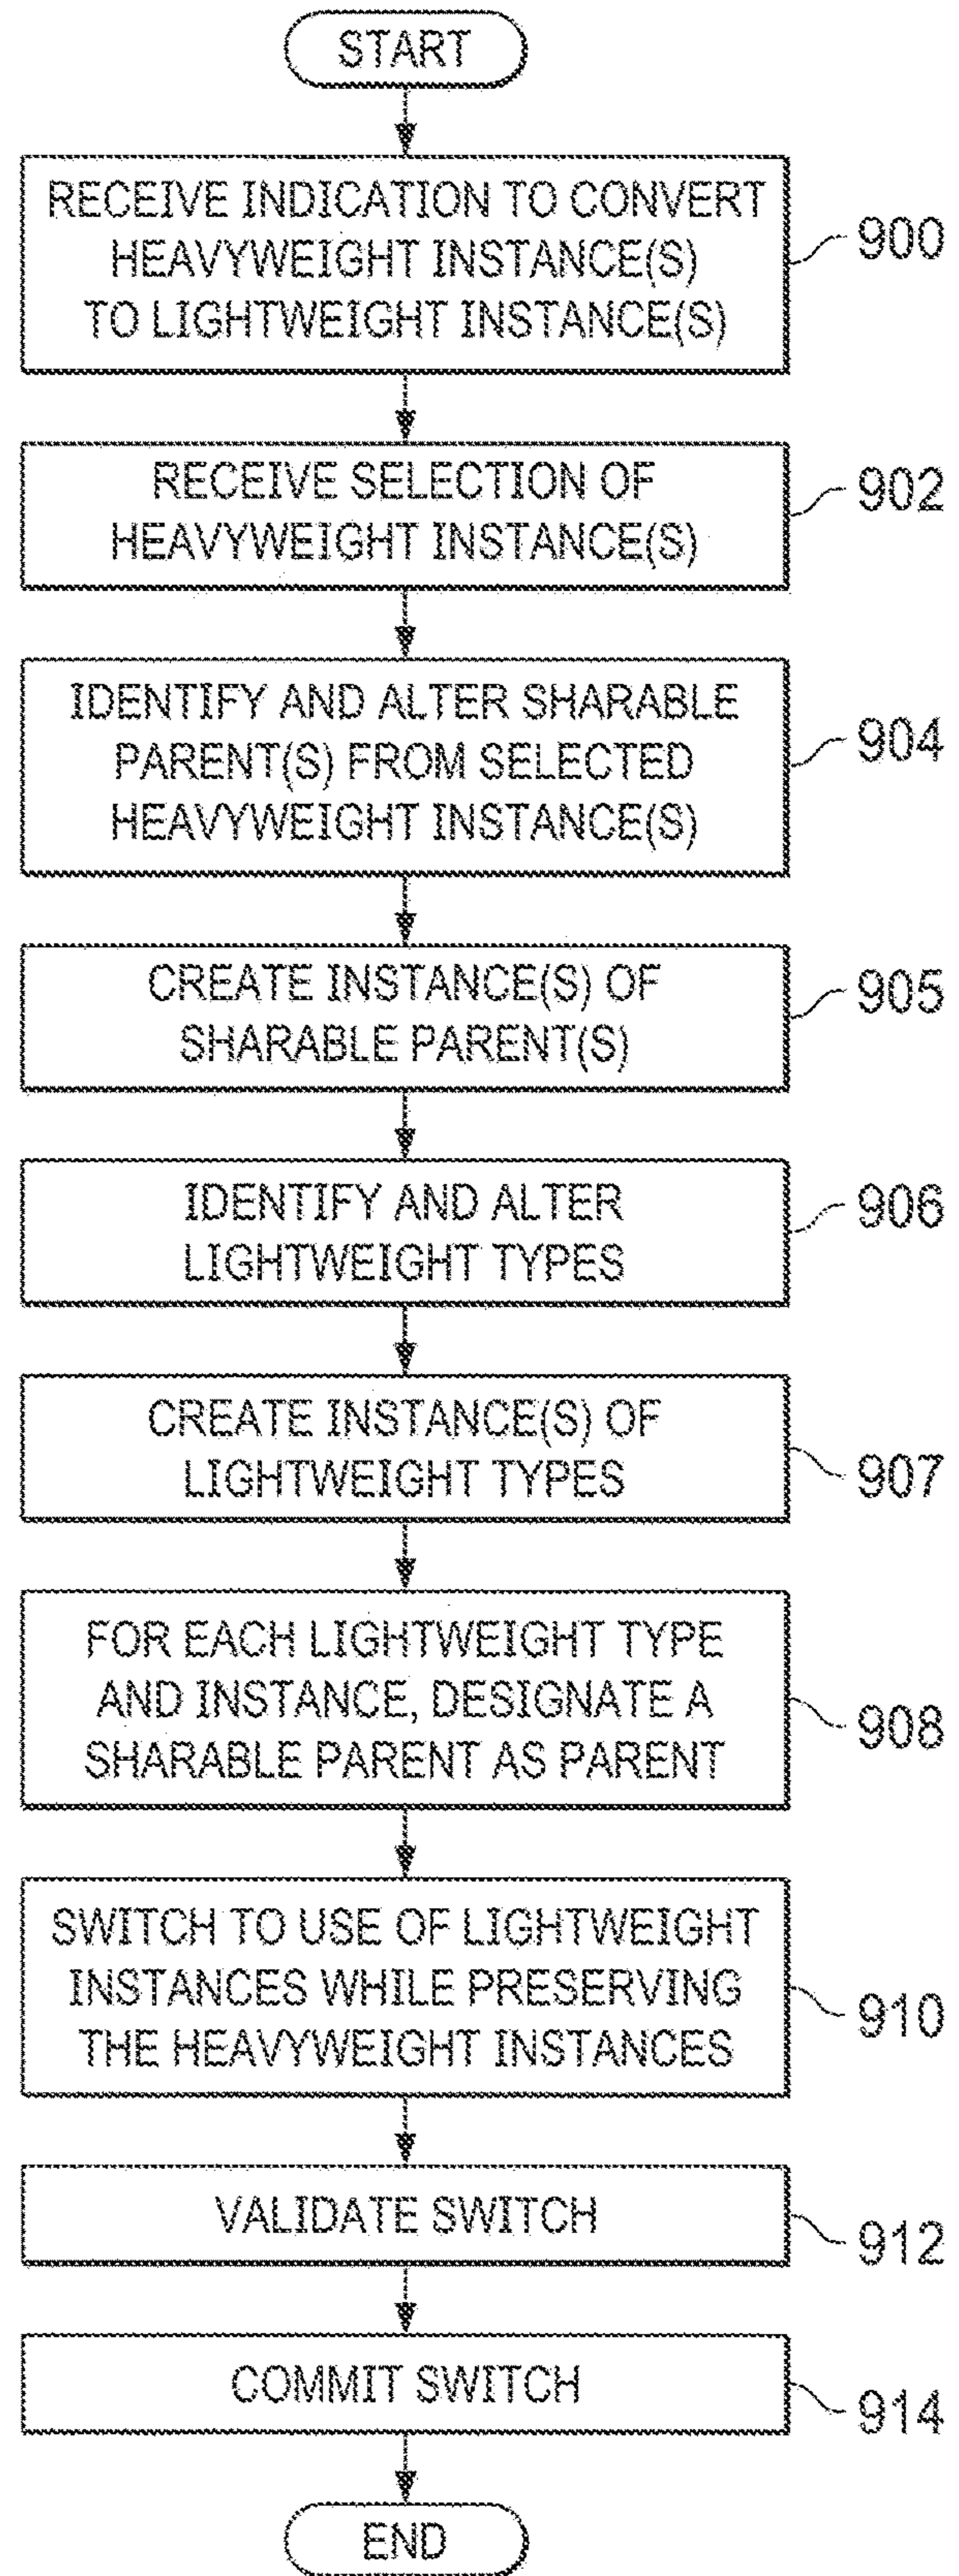 START
RECEIVE INDICATION TO CONVERT
HEAVYWEIGHT INSTANCE(S)
TO LIGHTWEIGHT INSTANCE(S)
900
RECEIVE SELECTION OF
HEAVYWEIGHT INSTANCE(S)
902
IDENTIFY AND ALTER SHARABLE
PARENT(S) FROM SELECTED
HEAVYWEIGHT INSTANCE(S)
904
CREATE INSTANCE(S) OF
SHARABLE PARENT(S)
905
IDENTIFY AND ALTER
LIGHTWEIGHT TYPES
906
CREATE INSTANCE(S) OF
LIGHTWEIGHT TYPES
907
FOR EACH LIGHTWEIGHT TYPE
AND INSTANCE, DESIGNATE A
SHARABLE PARENT AS PARENT
908
SWITCH TO USE OF LIGHTWEIGHT
INSTANCES WHILE PRESERVING
THE HEAVYWEIGHT INSTANCES
910
VALIDATE SWITCH
912
COMMIT SWITCH
914
END